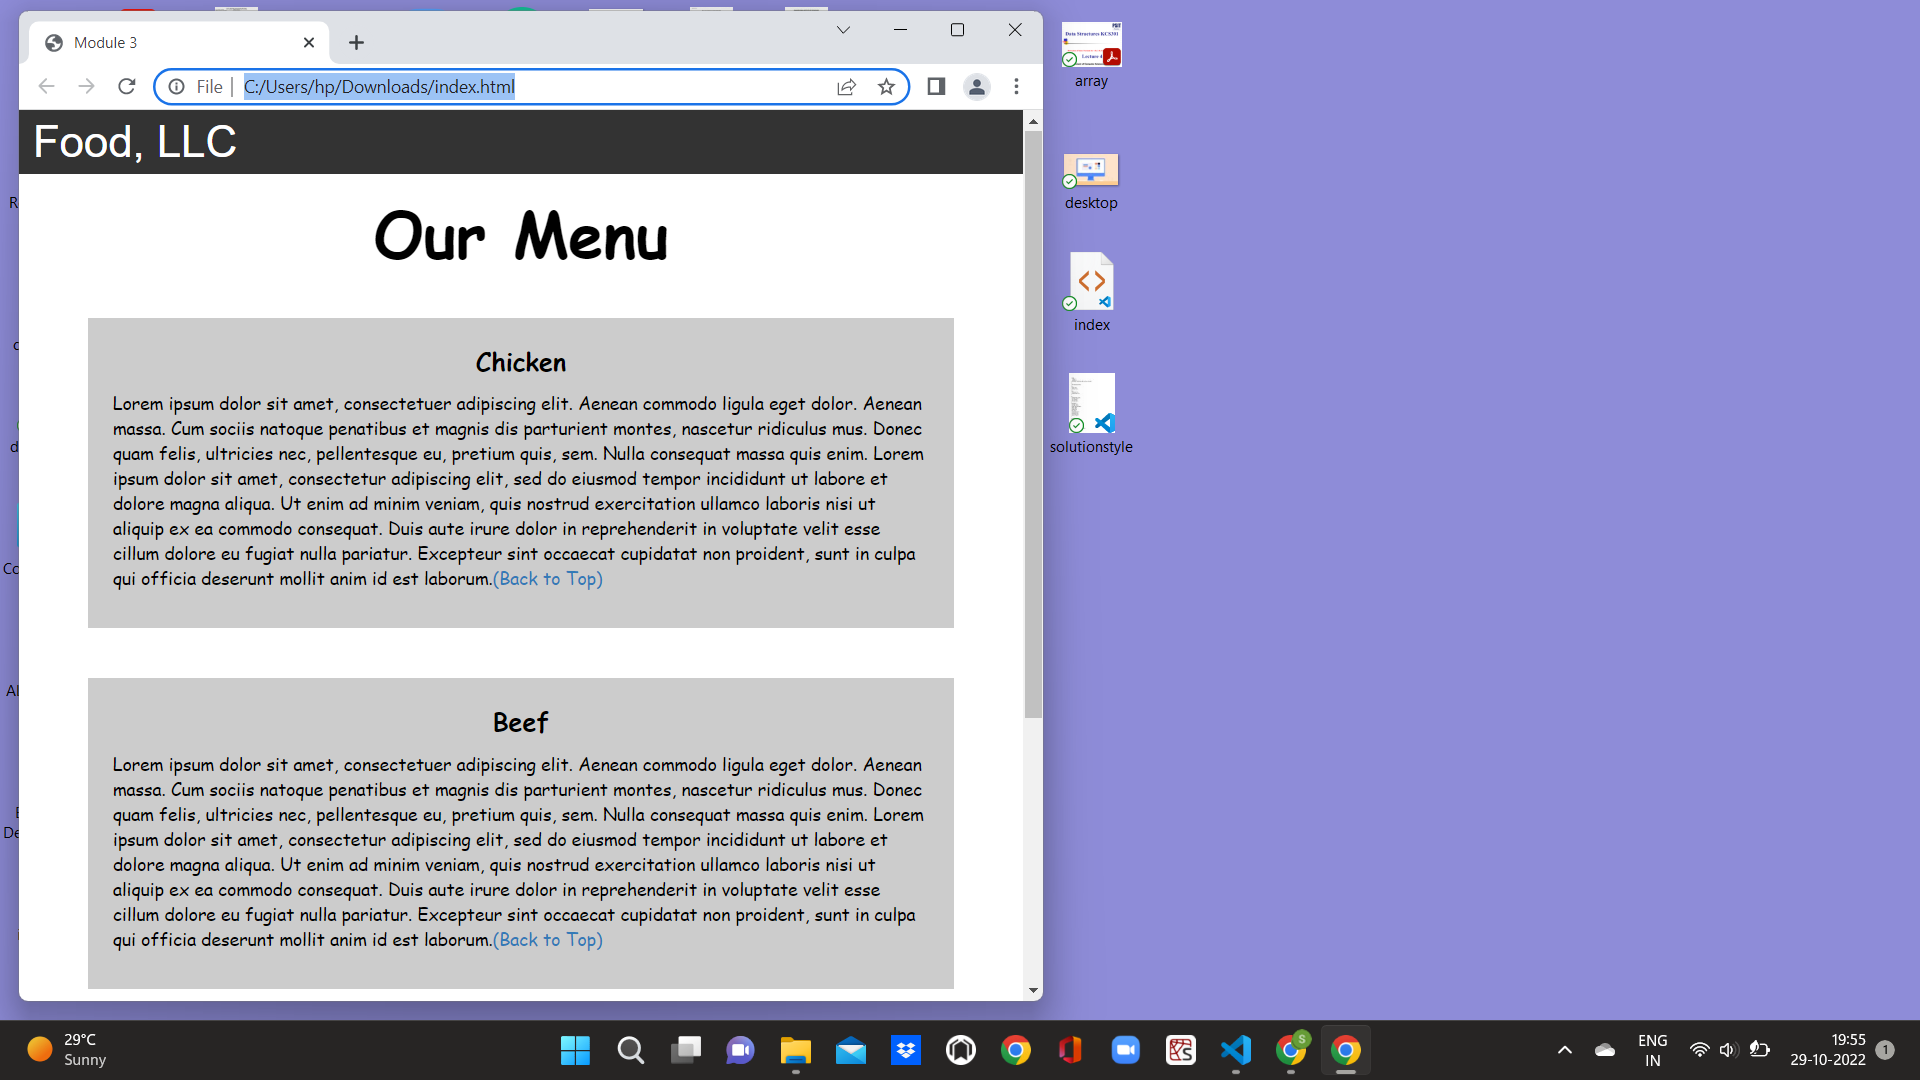 Module 3
File
C:/Users/hp/Downloads/index.html
Food, LLC
Our Menu
Chicken
Lorem ipsum dolor sit amet, consectetuer adipiscing elit. Aenean commodo ligula eget dolor. Aenean
massa. Cum sociis natoque penatibus et magnis dis parturient montes, nascetur ridiculus mus. Donec
quam felis, ultricies nec, pellentesque eu, pretium quis, sem. Nulla consequat massa quis enim. Lorem
ipsum dolor sit amet, consectetur adipiscing elit, sed do eiusmod tempor incididunt ut labore et
dolore magna aliqua. Ut enim ad minim veniam, quis nostrud exercitation ullamco laboris nisi ut
aliquip ex ea commodo consequat. Duis aute irure dolor in reprehenderit in voluptate velit esse
cillum dolore eu fugiat nulla pariatur. Excepteur sint occaecat cupidatat non proident, sunt in culpa
qui officia deserunt mollit anim id est laborum.(Back to Top)
Beef
Lorem ipsum dolor sit amet, consectetuer adipiscing elit. Aenean commodo ligula eget dolor. Aenean
massa. Cum sociis natoque penatibus et magnis dis parturient montes, nascetur ridiculus mus. Donec
quam felis, ultricies nec, pellentesque eu, pretium quis, sem. Nulla consequat massa quis enim. Lorem
ipsum dolor sit amet, consectetur adipiscing elit, sed do eiusmod tempor incididunt ut labore et
dolore magna aliqua. Ut enim ad minim veniam, quis nostrud exercitation ullamco laboris nisi ut
aliquip ex ea commodo consequat. Duis aute irure dolor in reprehenderit in voluptate velit esse
cillum dolore eu fugiat nulla pariatur. Excepteur sint occaecat cupidatat non proident, sunt in culpa
qui officia deserunt mollit anim id est laborum.(Back to Top)
Data Structures KCS301
array
desktop
index
solutionstyle
29°C
Sunny
S
ENG
IN
19:55
29-10-2022
1